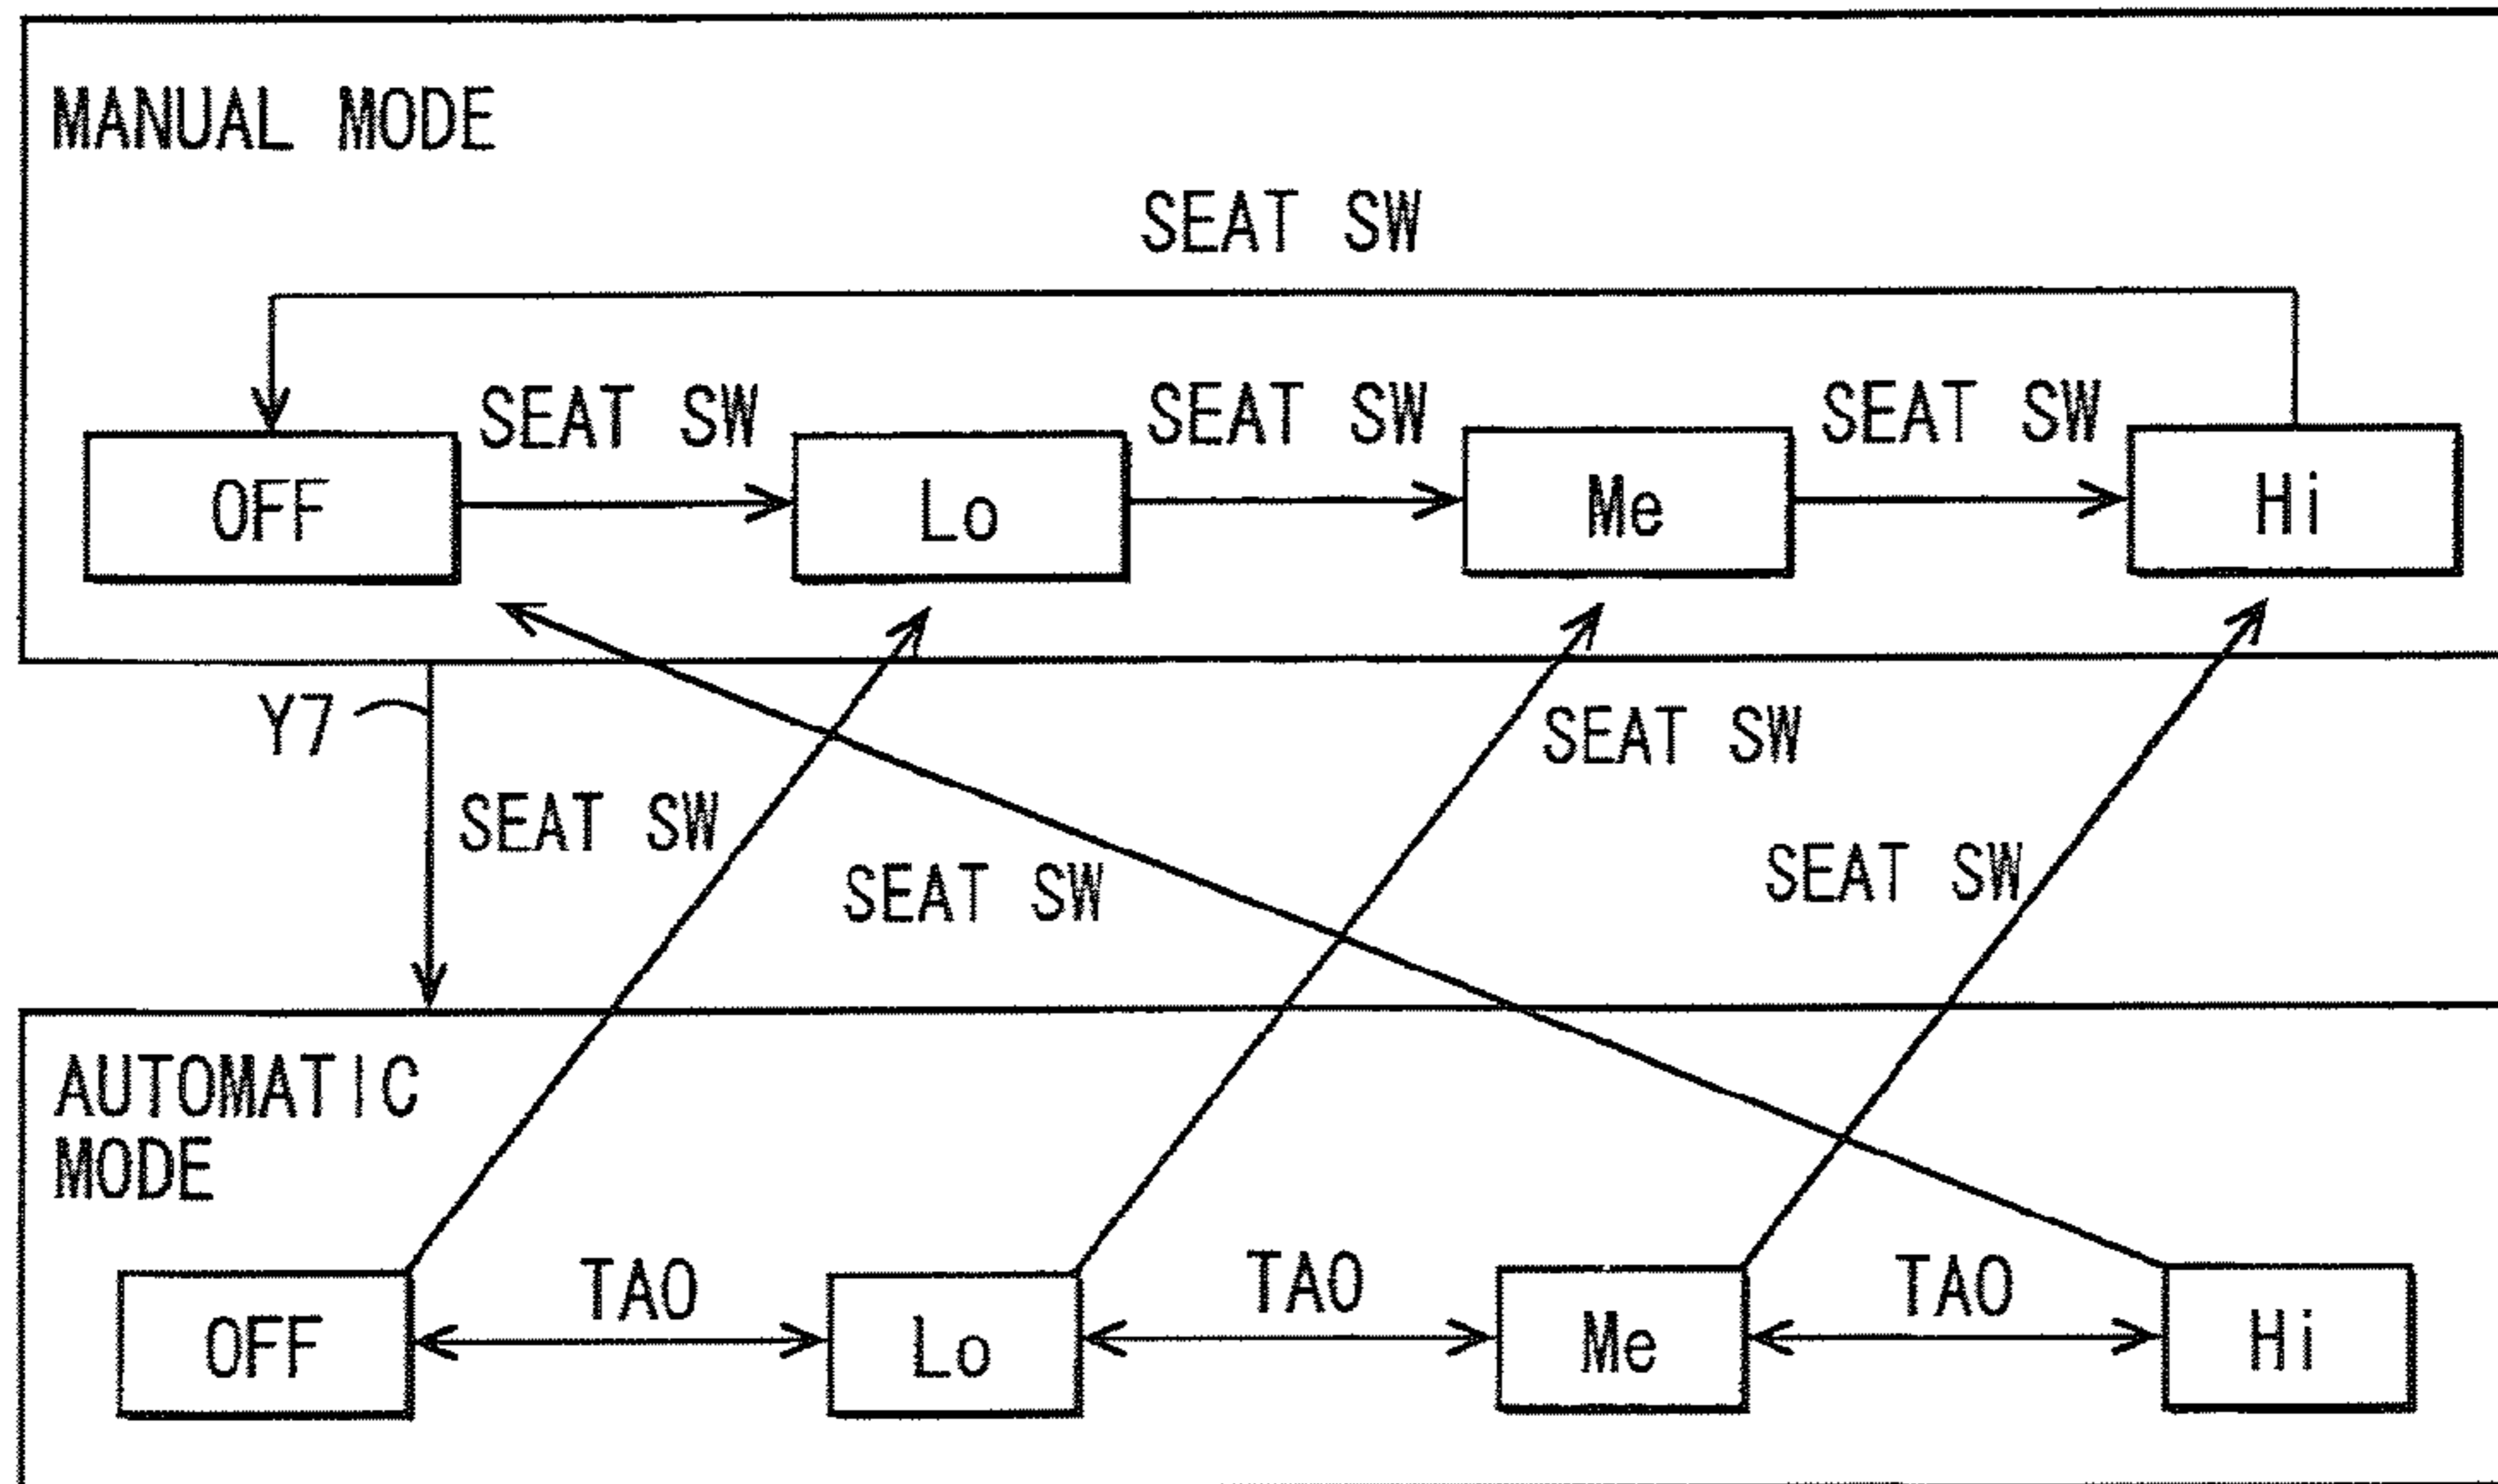 MANUAL MODE
SEAT SW
SEAT SW
SEAT SW
SEAT SW
OFF
Lo
Me
Hi
Y7
SEAT SW
SEAT SW
SEAT SW
SEAT SW
AUTOMATIC
MODE
TAO
TAO
TAO
OFF
Lo
Me
Hi